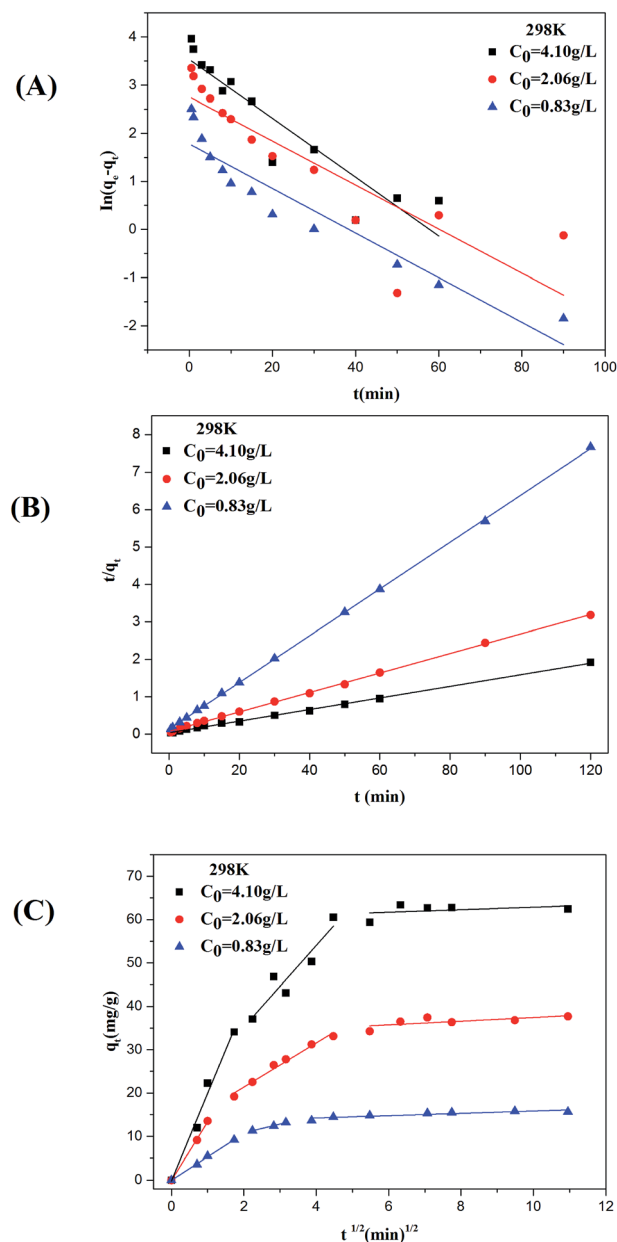 (A)
298K
C0=4.10g/L
C0=2.06g/L
C0=0.83g/L
4
3
2
1
0
-1
-2
ln(qe-qt)
0 20 40 60 80 100
t(min)
(B)
298K
C0=4.10g/L
C0=2.06g/L
C0=0.83g/L
8
7
6
5
4
3
2
1
0
t/qt
0 20 40 60 80 100 120
t (min)
(C)
298K
C0=4.10g/L
C0=2.06g/L
C0=0.83g/L
70
60
50
40
30
20
10
0
qt(mg/g)
0 2 4 6 8 10 12
t 1/2(min)1/2